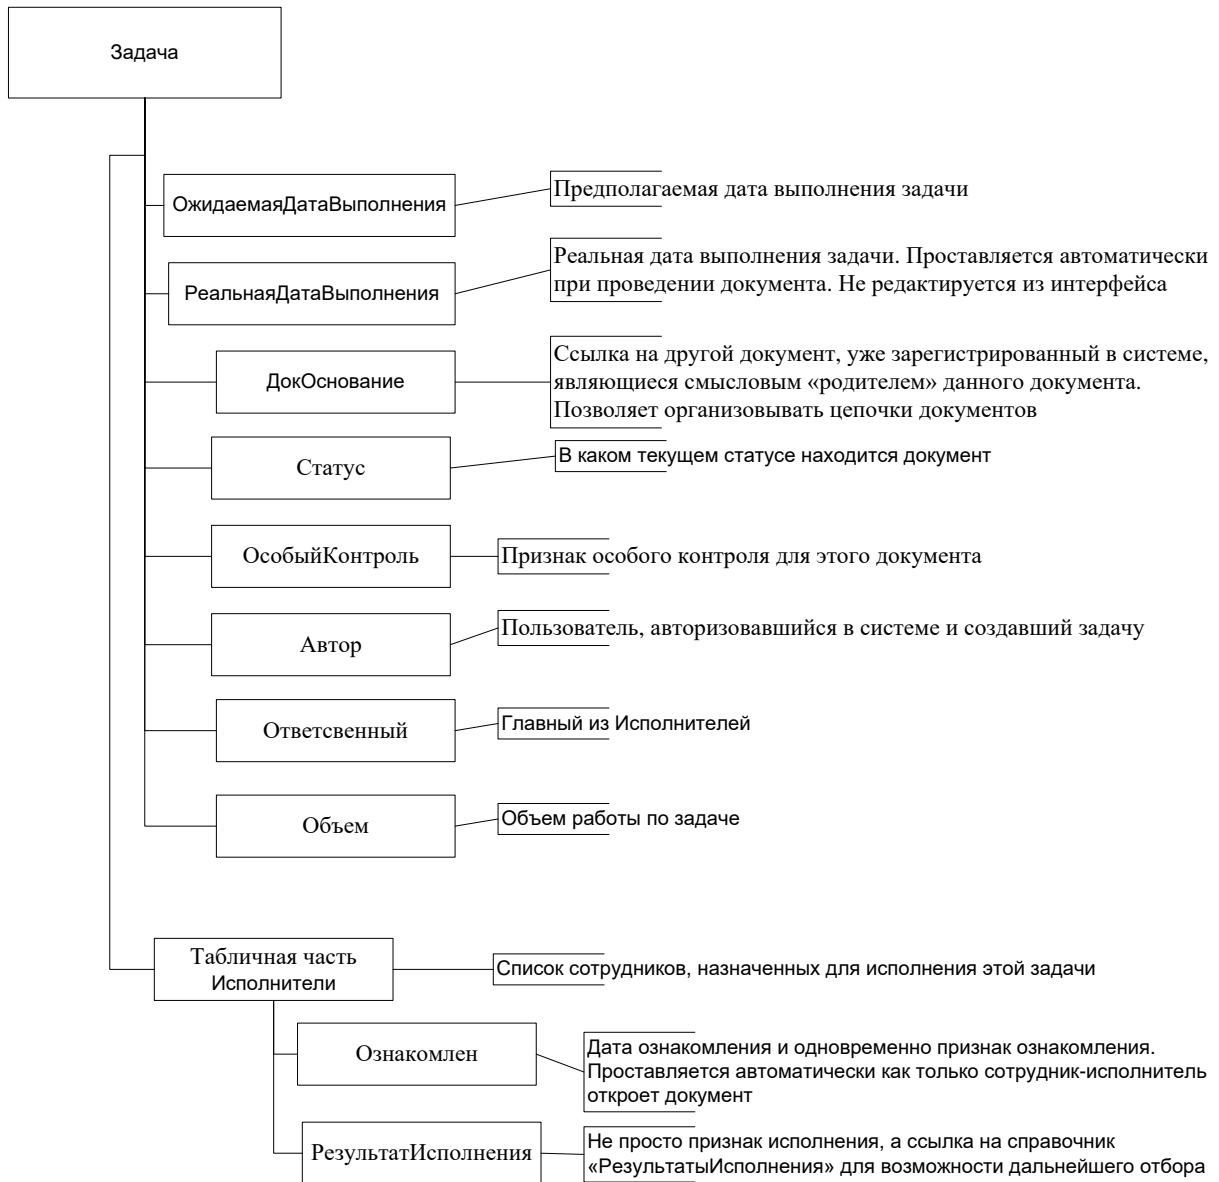 Задача
ОжидаемаяДатаВыполнения
Предполагаемая дата выполнения задачи
РеальнаяДатаВыполнения
Реальная дата выполнения задачи. Проставляется автоматически
при проведении документа. Не редактируется из интерфейса
ДокОснование
Ссылка на другой документ, уже зарегистрированный в системе,
являющиеся смысловым «родителем» данного документа.
Позволяет организовывать цепочки документов
Статус
В каком текущем статусе находится документ
ОсобыйКонтроль
Признак особого контроля для этого документа
Автор
Пользователь, авторизовавшийся в системе и создавший задачу
Ответсвенный
Главный из Исполнителей
Объем
Объем работы по задаче
Табличная часть
Исполнители
Список сотрудников, назначенных для исполнения этой задачи
Ознакомлен
Дата ознакомления и одновременно признак ознакомления.
Проставляется автоматически как только сотрудник-исполнитель
откроет документ
РезультатИсполнения
Не просто признак исполнения, а ссылка на справочник
«РезультатыИсполнения» для возможности дальнейшего отбора